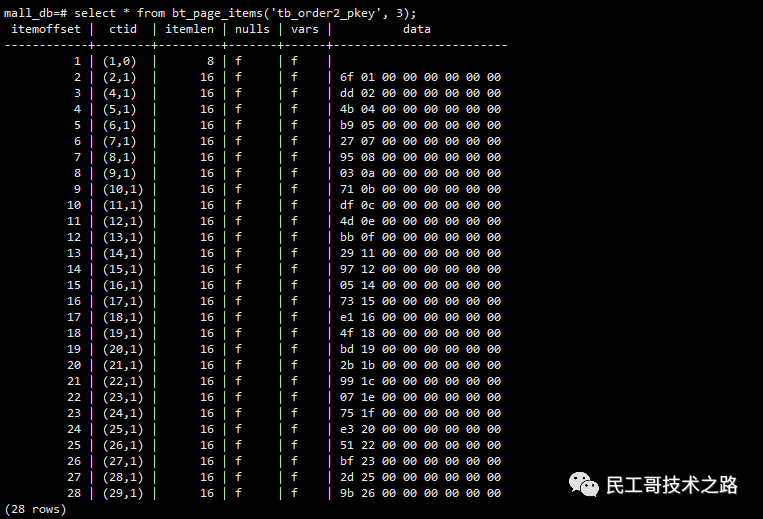 mall_db=# select * from bt_page_items('tb_order2_pkey', 3);
 itemoffset |  ctid  | itemlen | nulls | vars |          data
------------+--------+---------+-------+------+-------------------------
          1 | (1,0)  |       8 | f     | f    |
          2 | (2,1)  |      16 | f     | f    | 6f 01 00 00 00 00 00 00
          3 | (4,1)  |      16 | f     | f    | dd 02 00 00 00 00 00 00
          4 | (5,1)  |      16 | f     | f    | 4b 04 00 00 00 00 00 00
          5 | (6,1)  |      16 | f     | f    | b9 05 00 00 00 00 00 00
          6 | (7,1)  |      16 | f     | f    | 27 07 00 00 00 00 00 00
          7 | (8,1)  |      16 | f     | f    | 95 08 00 00 00 00 00 00
          8 | (9,1)  |      16 | f     | f    | 03 0a 00 00 00 00 00 00
          9 | (10,1) |      16 | f     | f    | 71 0b 00 00 00 00 00 00
         10 | (11,1) |      16 | f     | f    | df 0c 00 00 00 00 00 00
         11 | (12,1) |      16 | f     | f    | 4d 0e 00 00 00 00 00 00
         12 | (13,1) |      16 | f     | f    | bb 0f 00 00 00 00 00 00
         13 | (14,1) |      16 | f     | f    | 29 11 00 00 00 00 00 00
         14 | (15,1) |      16 | f     | f    | 97 12 00 00 00 00 00 00
         15 | (16,1) |      16 | f     | f    | 05 14 00 00 00 00 00 00
         16 | (17,1) |      16 | f     | f    | 73 15 00 00 00 00 00 00
         17 | (18,1) |      16 | f     | f    | e1 16 00 00 00 00 00 00
         18 | (19,1) |      16 | f     | f    | 4f 18 00 00 00 00 00 00
         19 | (20,1) |      16 | f     | f    | bd 19 00 00 00 00 00 00
         20 | (21,1) |      16 | f     | f    | 2b 1b 00 00 00 00 00 00
         21 | (22,1) |      16 | f     | f    | 99 1c 00 00 00 00 00 00
         22 | (23,1) |      16 | f     | f    | 07 1e 00 00 00 00 00 00
         23 | (24,1) |      16 | f     | f    | 75 1f 00 00 00 00 00 00
         24 | (25,1) |      16 | f     | f    | e3 20 00 00 00 00 00 00
         25 | (26,1) |      16 | f     | f    | 51 22 00 00 00 00 00 00
         26 | (27,1) |      16 | f     | f    | bf 23 00 00 00 00 00 00
         27 | (28,1) |      16 | f     | f    | 2d 25 00 00 00 00 00 00
         28 | (29,1) |      16 | f     | f    | 9b 26 00 00 00 00 00 00
(28 rows)
民工哥技术之路